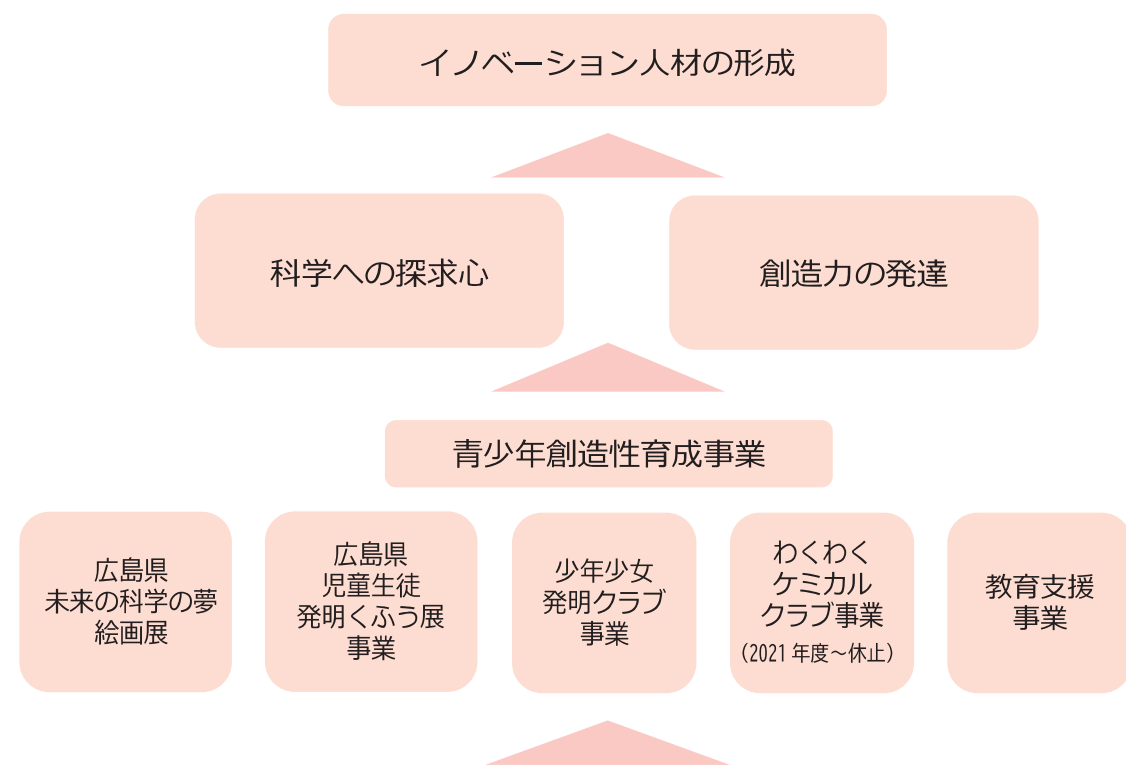 イノベーション人材の形成
科学への探求心
創造力の発達
青少年創造性育成事業
広島県
未来の科学の夢
絵画展
広島県
児童生徒
発明くふう展
事業
少年少女
発明クラブ
事業
わくわく
ケミカル
クラブ事業
（2021 年度～休止）
教育支援
事業